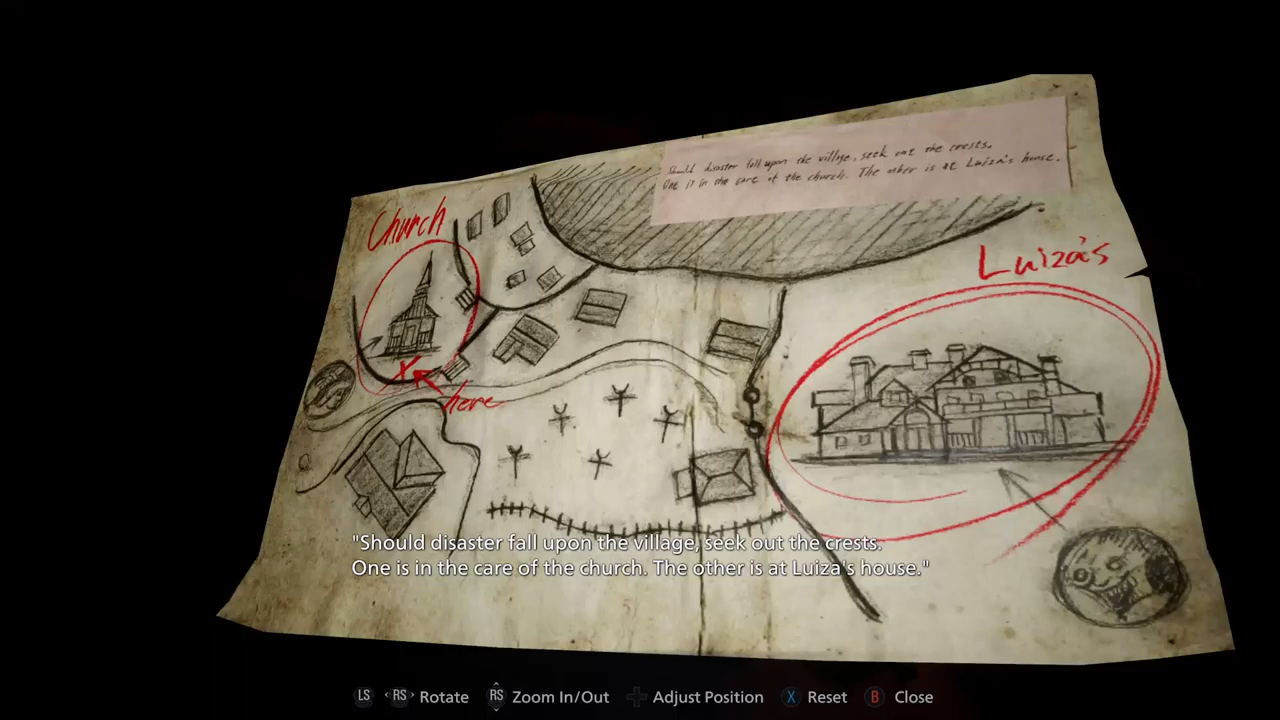 Should disaster fall upon the village, seek out the crests.
One is in the care of the church. The other is at Luiza's house.
Church
Luiza's
here
"Should disaster fall upon the village, seek out the crests.
One is in the care of the church. The other is at Luiza's house."
LS RS Rotate RS Zoom In/Out Adjust Position X Reset B Close